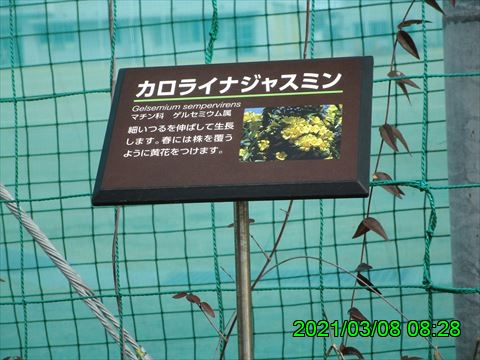 カロライナジャスミン
Gelsemium sempervirens
マチン科　ゲルセミウム属
細いつるを伸ばして生長
します。春には株を覆う
ように黄花をつけます。
2021/03/08 08:28